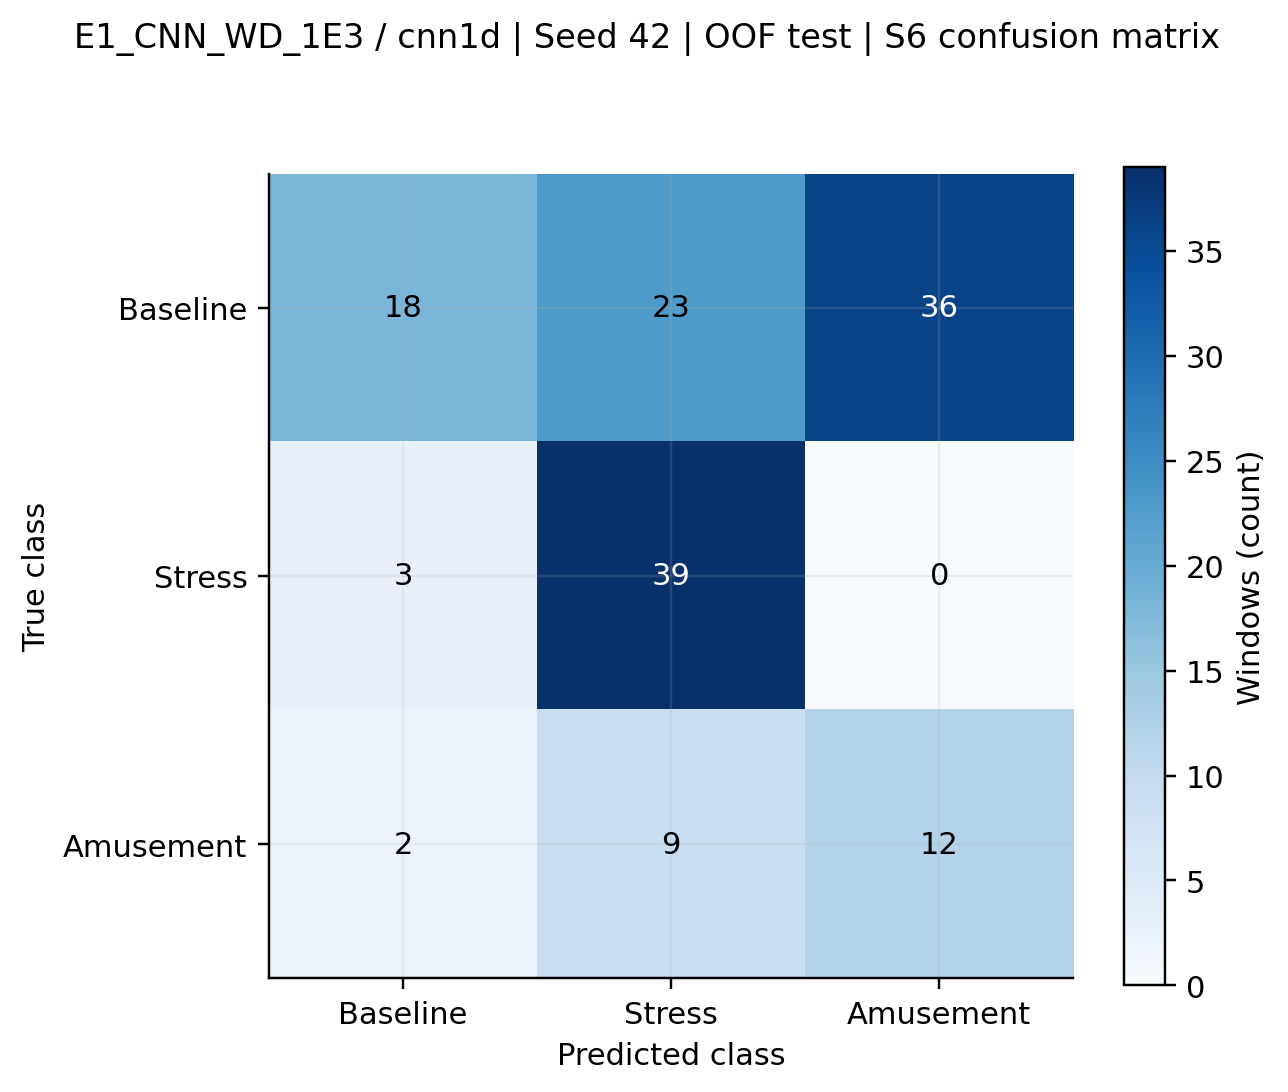 E1_CNN_WD_1E3 / cnn1d | Seed 42 | OOF test | S6 confusion matrix
Baseline 18 23 36
Stress 3 39 0
Amusement 2 9 12
Baseline Stress Amusement
Predicted class
True class
35
30
25
20
15
10
5
0
Windows (count)